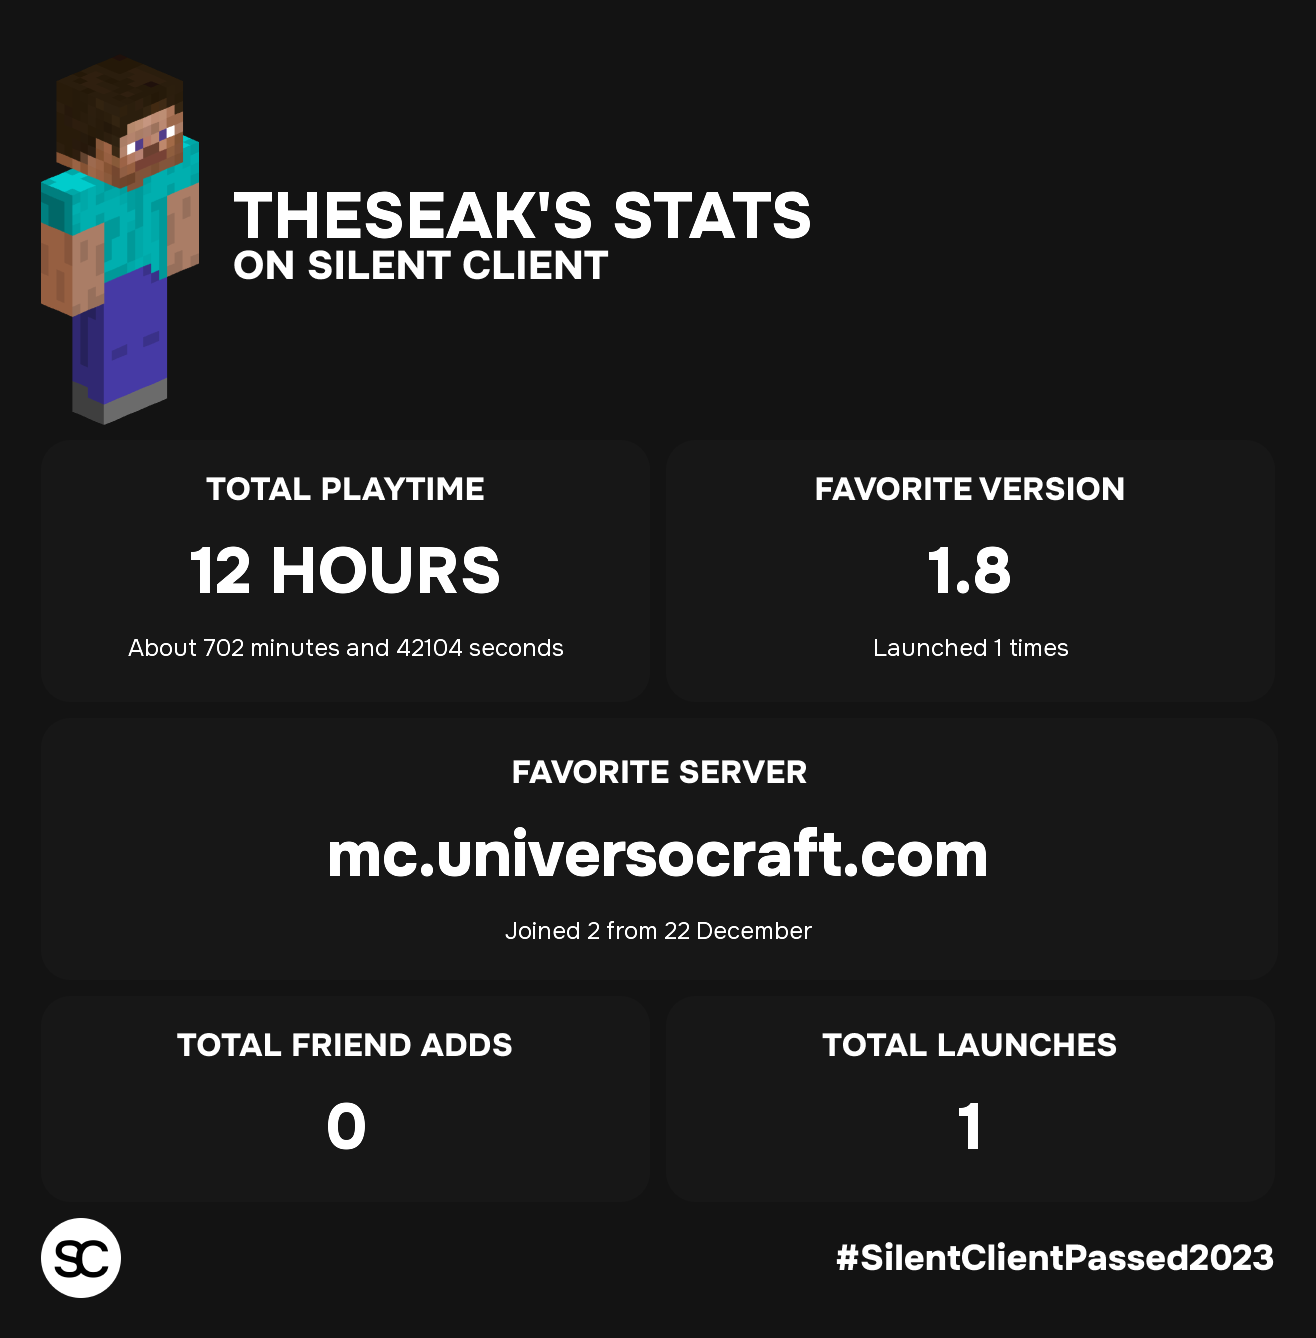 THESEAK'S STATS
ON SILENT CLIENT
TOTAL PLAYTIME
12 HOURS
About 702 minutes and 42104 seconds
FAVORITE VERSION
1.8
Launched 1 times
FAVORITE SERVER
mc.universocraft.com
Joined 2 from 22 December
TOTAL FRIEND ADDS
0
TOTAL LAUNCHES
1
SC
#SilentClientPassed2023